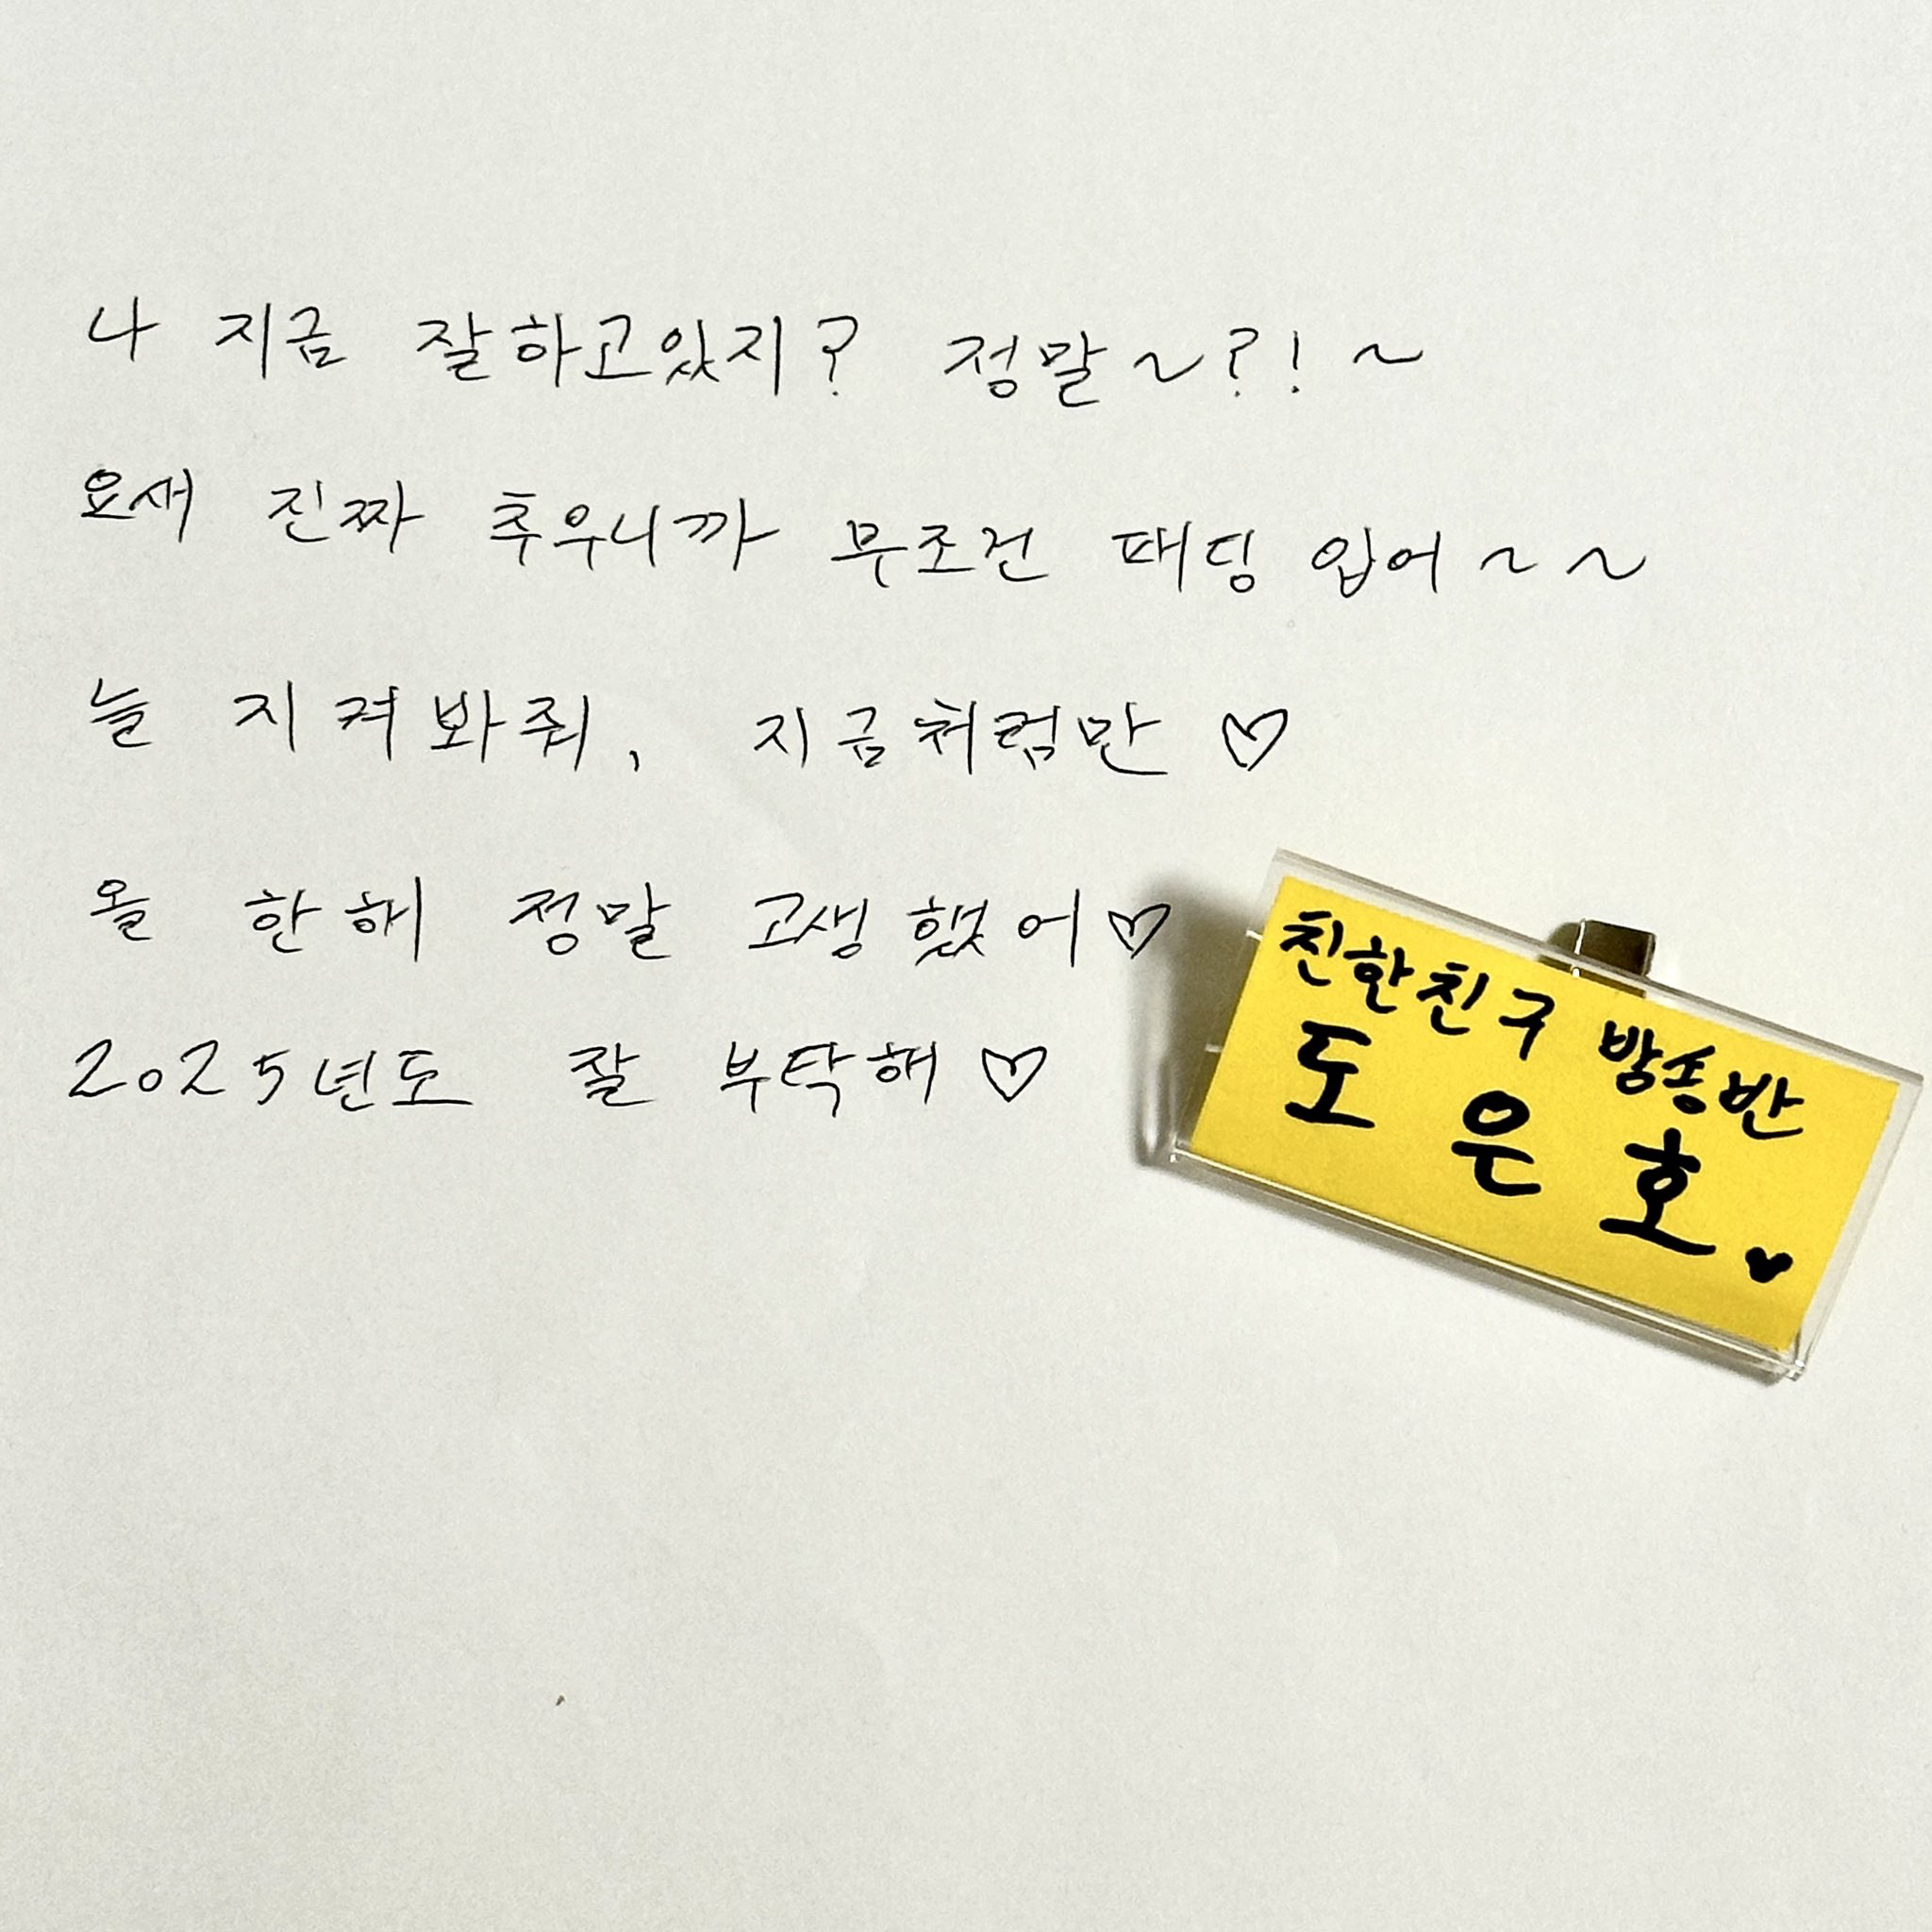 나 지금 잘하고있지? 정말~?! ~
요새 진짜 추우니까 무조건 패딩 입어~~
늘 지켜봐줘, 지금처럼만 ♡
올 한해 정말 고생했어♡
2025년도 잘 부탁해♡
친한친구 방송반
도은호♥